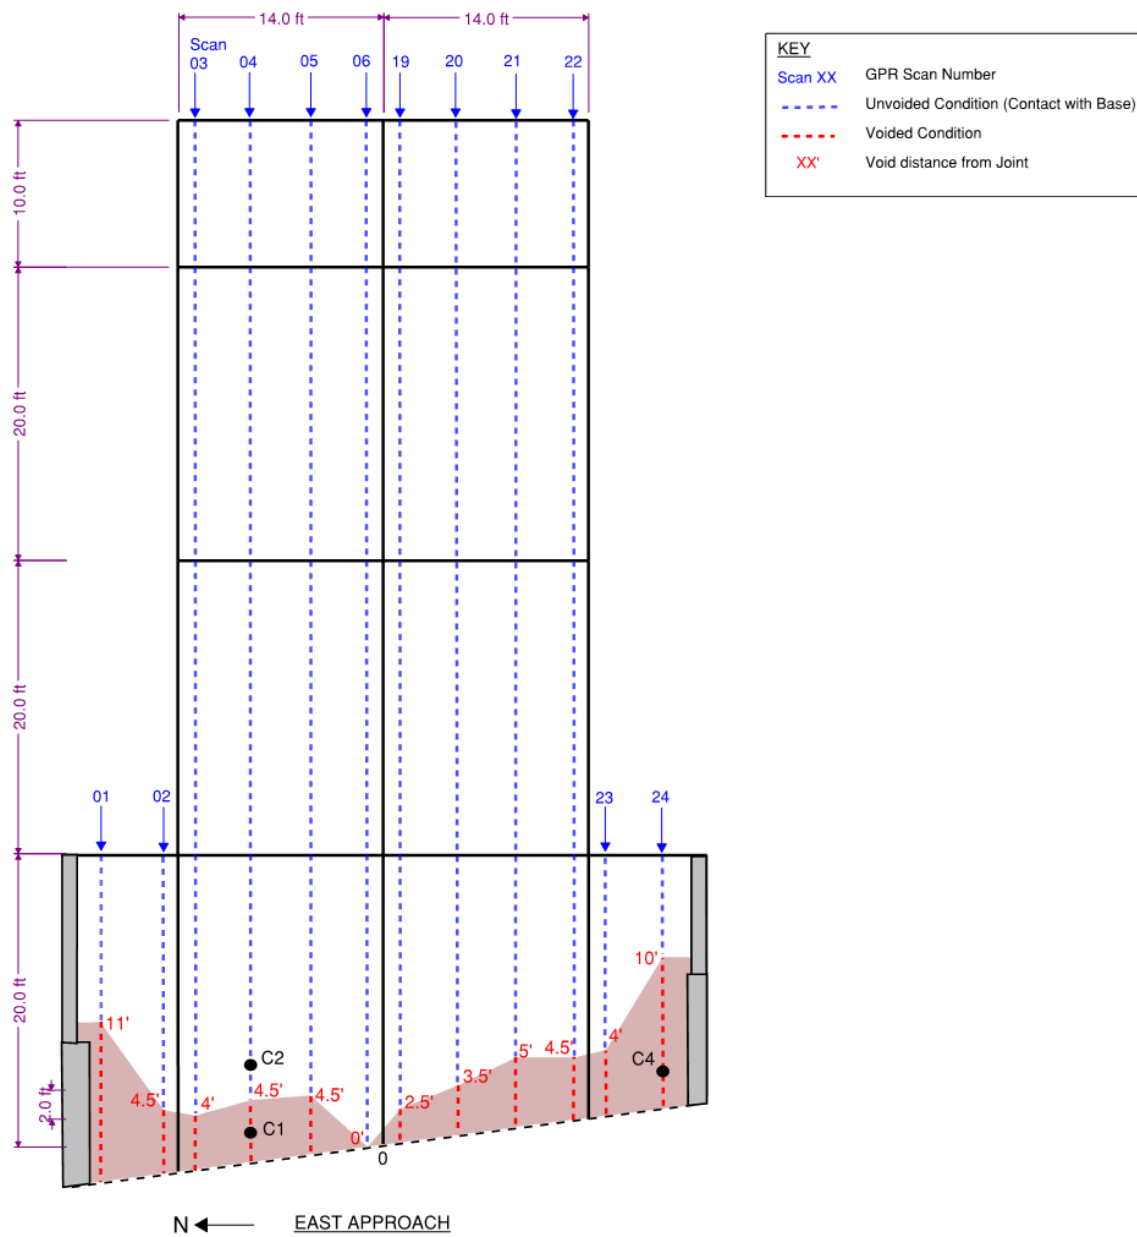 14.0 ft 14.0 ft
Scan
03 04 05 06 19 20 21 22
KEY
Scan XX GPR Scan Number
Unvoided Condition (Contact with Base)
Voided Condition
XX' Void distance from Joint
10.0 ft
20.0 ft
20.0 ft
01 02 23 24
20.0 ft
10'
11'
4'
C2 C4
5' 4.5'
2.0 ft
4.5' 4' 4.5' 4.5' 3.5'
2.5'
C1
0'
0
N EAST APPROACH